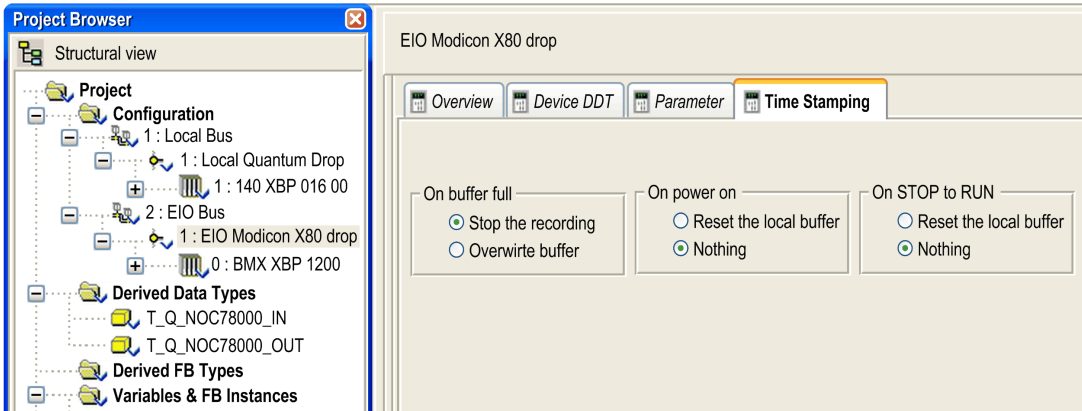 Project Browser
Structural view
Project
Configuration
1 : Local Bus
1 : Local Quantum Drop
1 : 140 XBP 016 00
2 : EIO Bus
1 : EIO Modicon X80 drop
0 : BMX XBP 1200
Derived Data Types
T_Q_NOC78000_IN
T_Q_NOC78000_OUT
Derived FB Types
Variables & FB Instances
EIO Modicon X80 drop
Overview Device DDT Parameter Time Stamping
On buffer full
Stop the recording
Overwirte buffer
On power on
Reset the local buffer
Nothing
On STOP to RUN
Reset the local buffer
Nothing